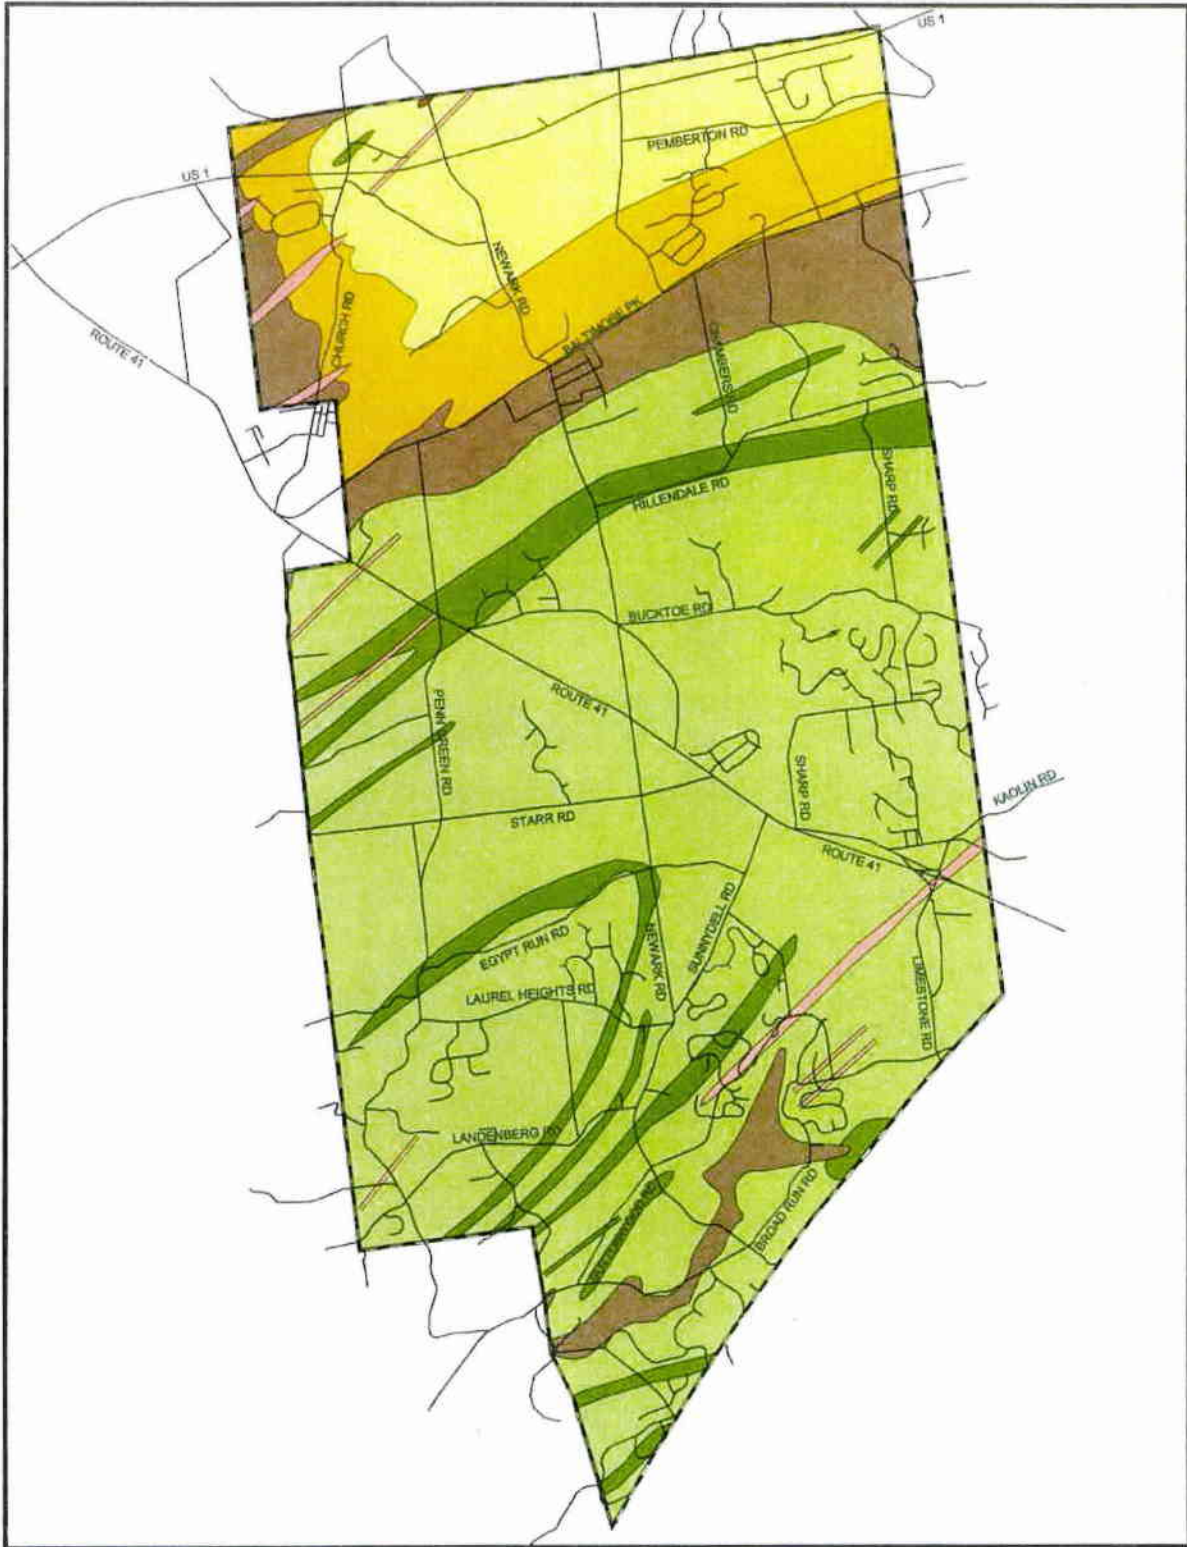 US 1
PEMBERTON RD
US 1
NEWARK RD
BALTIMORE PK
CHURCH RD
ROUTE 41
CHAMBERS RD
SHARP RD
HILLENDALE RD
BUCKTOE RD
ROUTE 41
PENN GREEN RD
SHARP RD
KAOLIN RD
STARR RD
ROUTE 41
SUNNYDELL RD
NEWARK RD
EGYPT RUN RD
LAUREL HEIGHTS RD
LIMESTONE RD
LANDENBERG RD
BROAD RUN RD